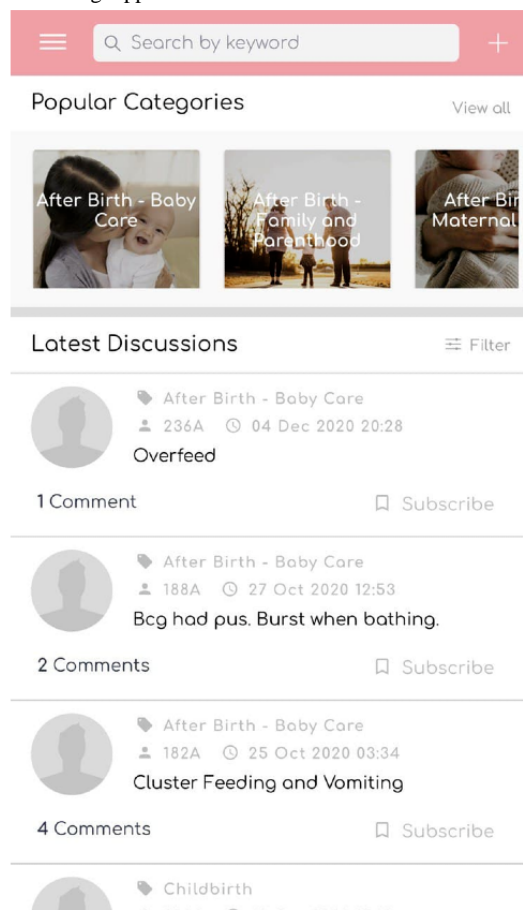 Search by keyword
Popular Categories
View all
After Birth - Baby
Care
After Birth -
Family and
Parenthood
After Bir
Maternal
Latest Discussions
Filter
After Birth - Baby Care
236A 04 Dec 2020 20:28
Overfeed
1 Comment Subscribe
After Birth - Baby Care
188A 27 Oct 2020 12:53
Bcg had pus. Burst when bathing.
2 Comments Subscribe
After Birth - Baby Care
182A 25 Oct 2020 03:34
Cluster Feeding and Vomiting
4 Comments Subscribe
Childbirth